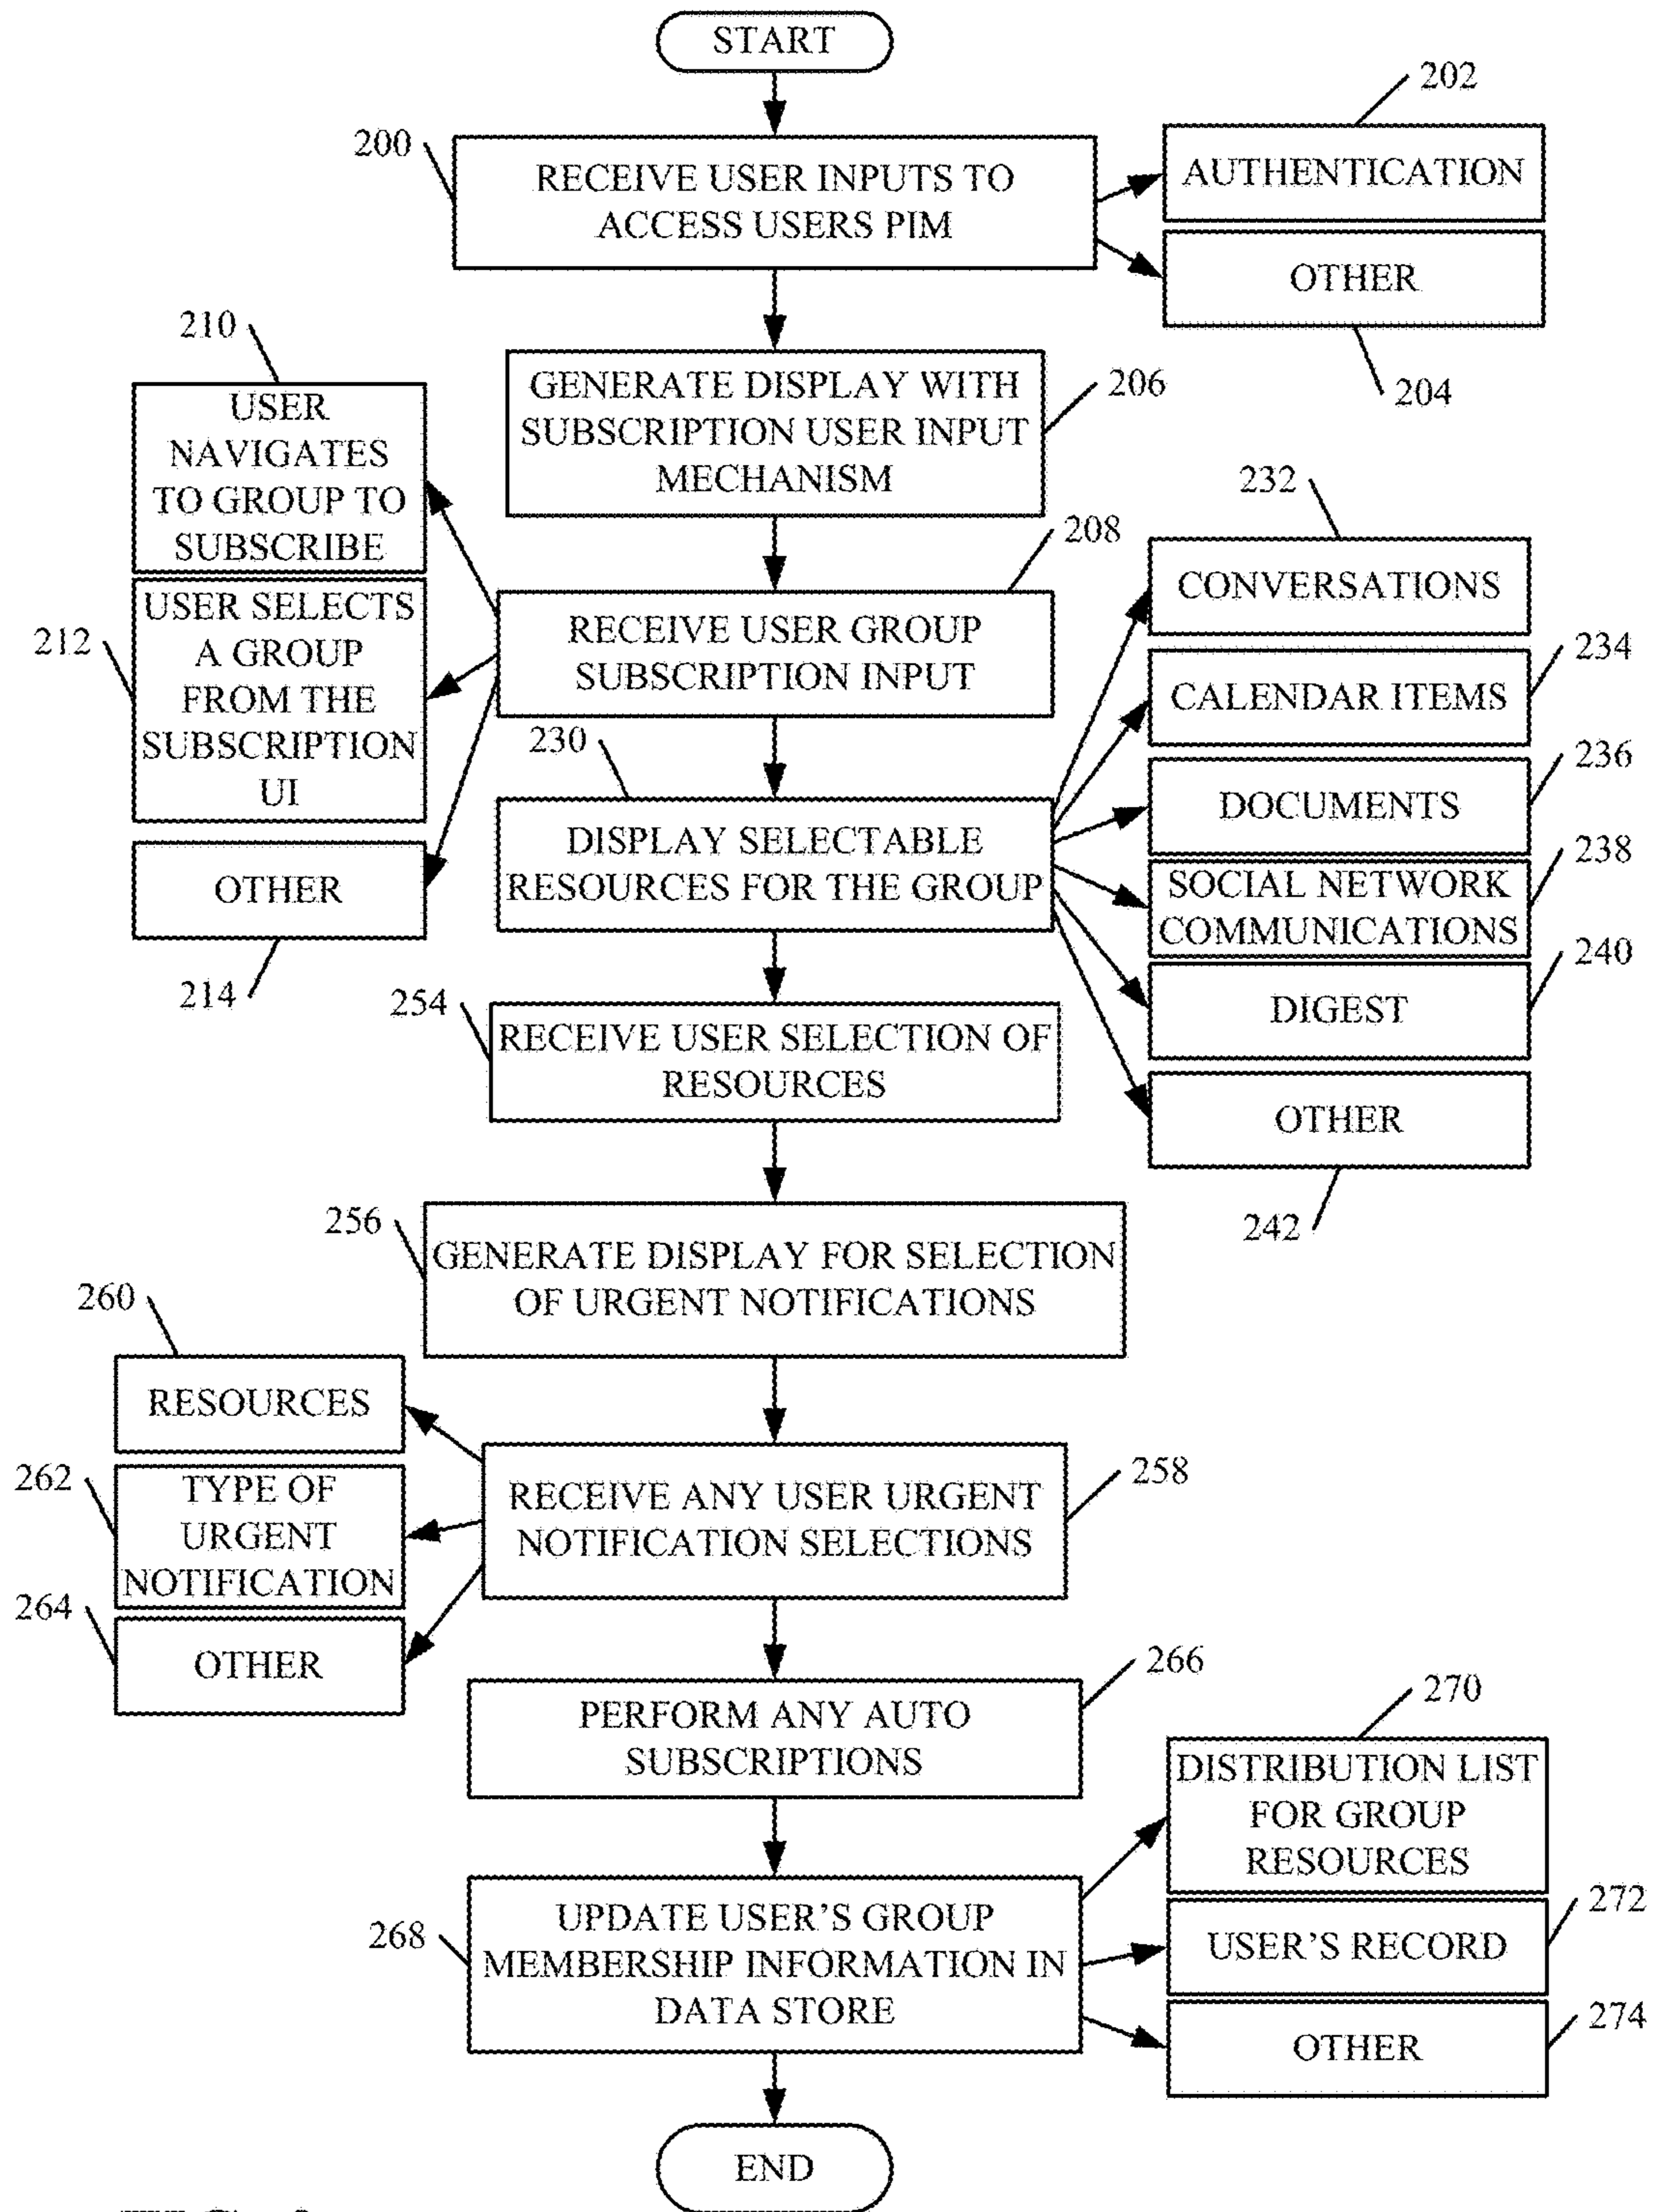 START
202
200
RECEIVE USER INPUTS TO
ACCESS USERS PIM
AUTHENTICATION
OTHER
204
210
GENERATE DISPLAY WITH
SUBSCRIPTION USER INPUT
MECHANISM
206
USER
NAVIGATES
TO GROUP TO
SUBSCRIBE
232
208
CONVERSATIONS
212
USER SELECTS
A GROUP
FROM THE
SUBSCRIPTION
UI
RECEIVE USER GROUP
SUBSCRIPTION INPUT
234
CALENDAR ITEMS
230
236
DOCUMENTS
OTHER
214
DISPLAY SELECTABLE
RESOURCES FOR THE GROUP
238
SOCIAL NETWORK
COMMUNICATIONS
240
DIGEST
254
RECEIVE USER SELECTION OF
RESOURCES
OTHER
242
256
GENERATE DISPLAY FOR SELECTION
OF URGENT NOTIFICATIONS
260
RESOURCES
262
TYPE OF
URGENT
NOTIFICATION
258
RECEIVE ANY USER URGENT
NOTIFICATION SELECTIONS
264
OTHER
266
PERFORM ANY AUTO
SUBSCRIPTIONS
270
DISTRIBUTION LIST
FOR GROUP
RESOURCES
268
UPDATE USER'S GROUP
MEMBERSHIP INFORMATION IN
DATA STORE
272
USER'S RECORD
274
OTHER
END